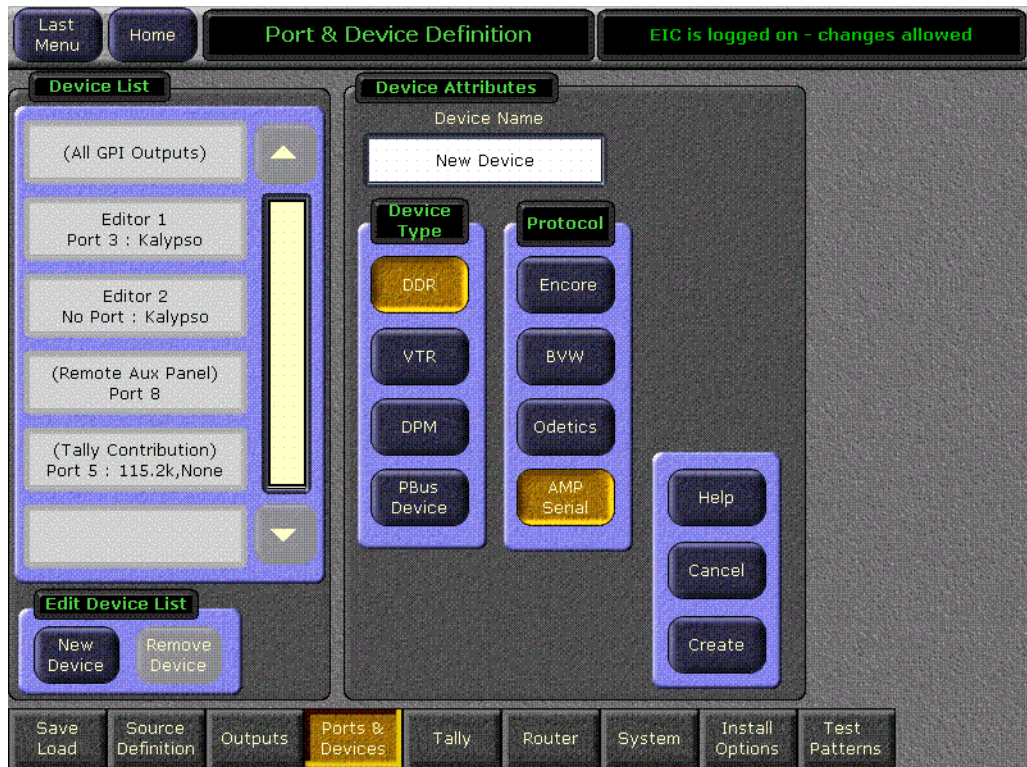 Last
Menu
Home
Port & Device Definition
EIC is logged on - changes allowed
Device List
(All GPI Outputs)
Editor 1
Port 3 : Kalypso
Editor 2
No Port : Kalypso
(Remote Aux Panel)
Port 8
(Tally Contribution)
Port 5 : 115.2k,None
Edit Device List
New
Device
Remove
Device
Device Attributes
Device Name
New Device
Device
Type
DDR
VTR
DPM
PBus
Device
Protocol
Encore
BVW
Odetics
AMP
Serial
Help
Cancel
Create
Save
Load
Source
Definition
Outputs
Ports &
Devices
Tally
Router
System
Install
Options
Test
Patterns